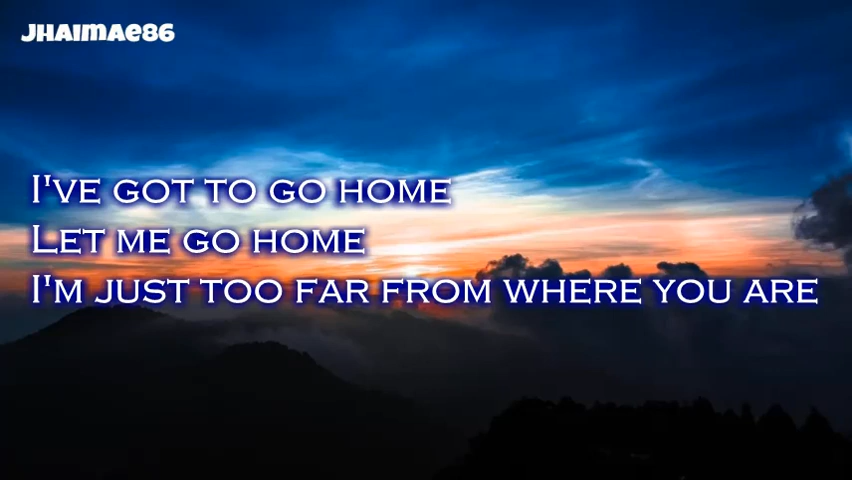 JHAIMAE86
I'VE GOT TO GO HOME
LET ME GO HOME
I'M JUST TOO FAR FROM WHERE YOU ARE